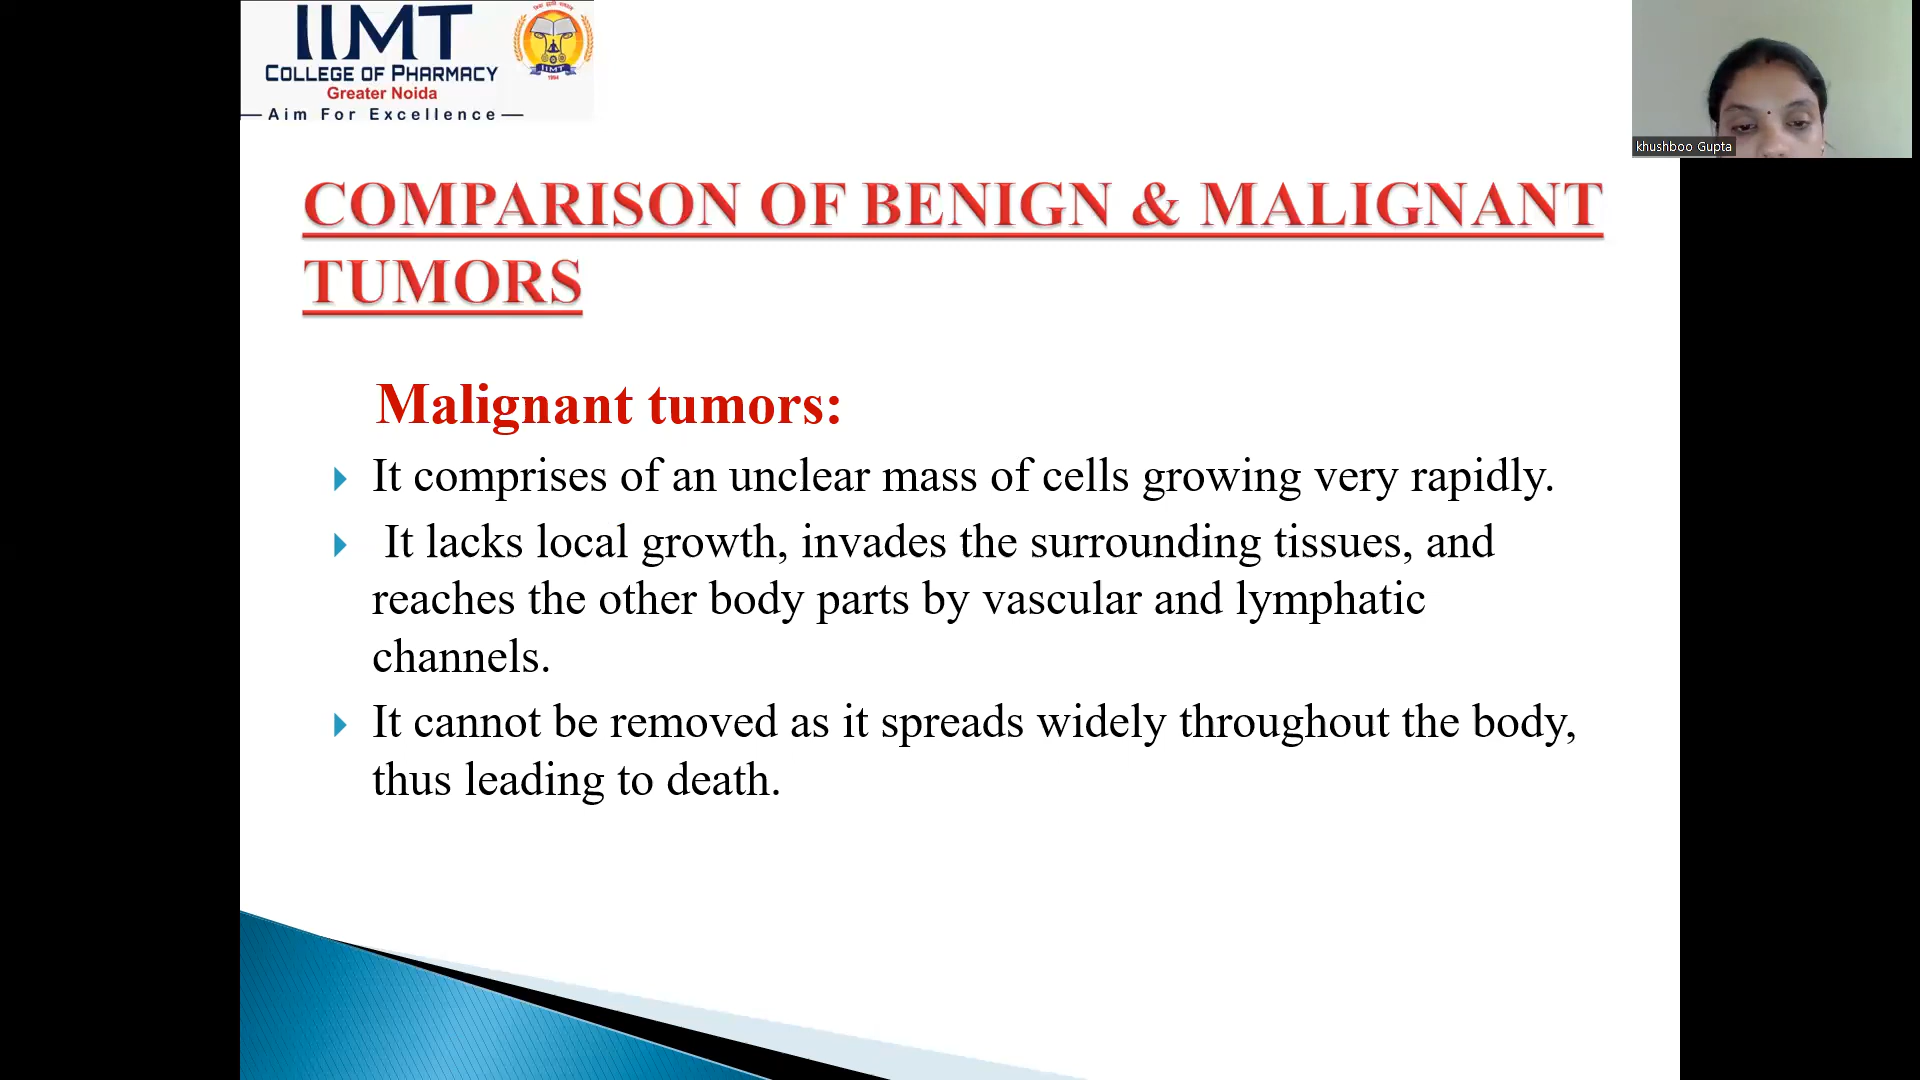 IIMT
COLLEGE OF PHARMACY
Greater Noida
Aim For Excellence
IIMT
1994
khushboo Gupta
COMPARISON OF BENIGN & MALIGNANT
TUMORS
Malignant tumors:
It comprises of an unclear mass of cells growing very rapidly.
It lacks local growth, invades the surrounding tissues, and
reaches the other body parts by vascular and lymphatic
channels.
It cannot be removed as it spreads widely throughout the body,
thus leading to death.